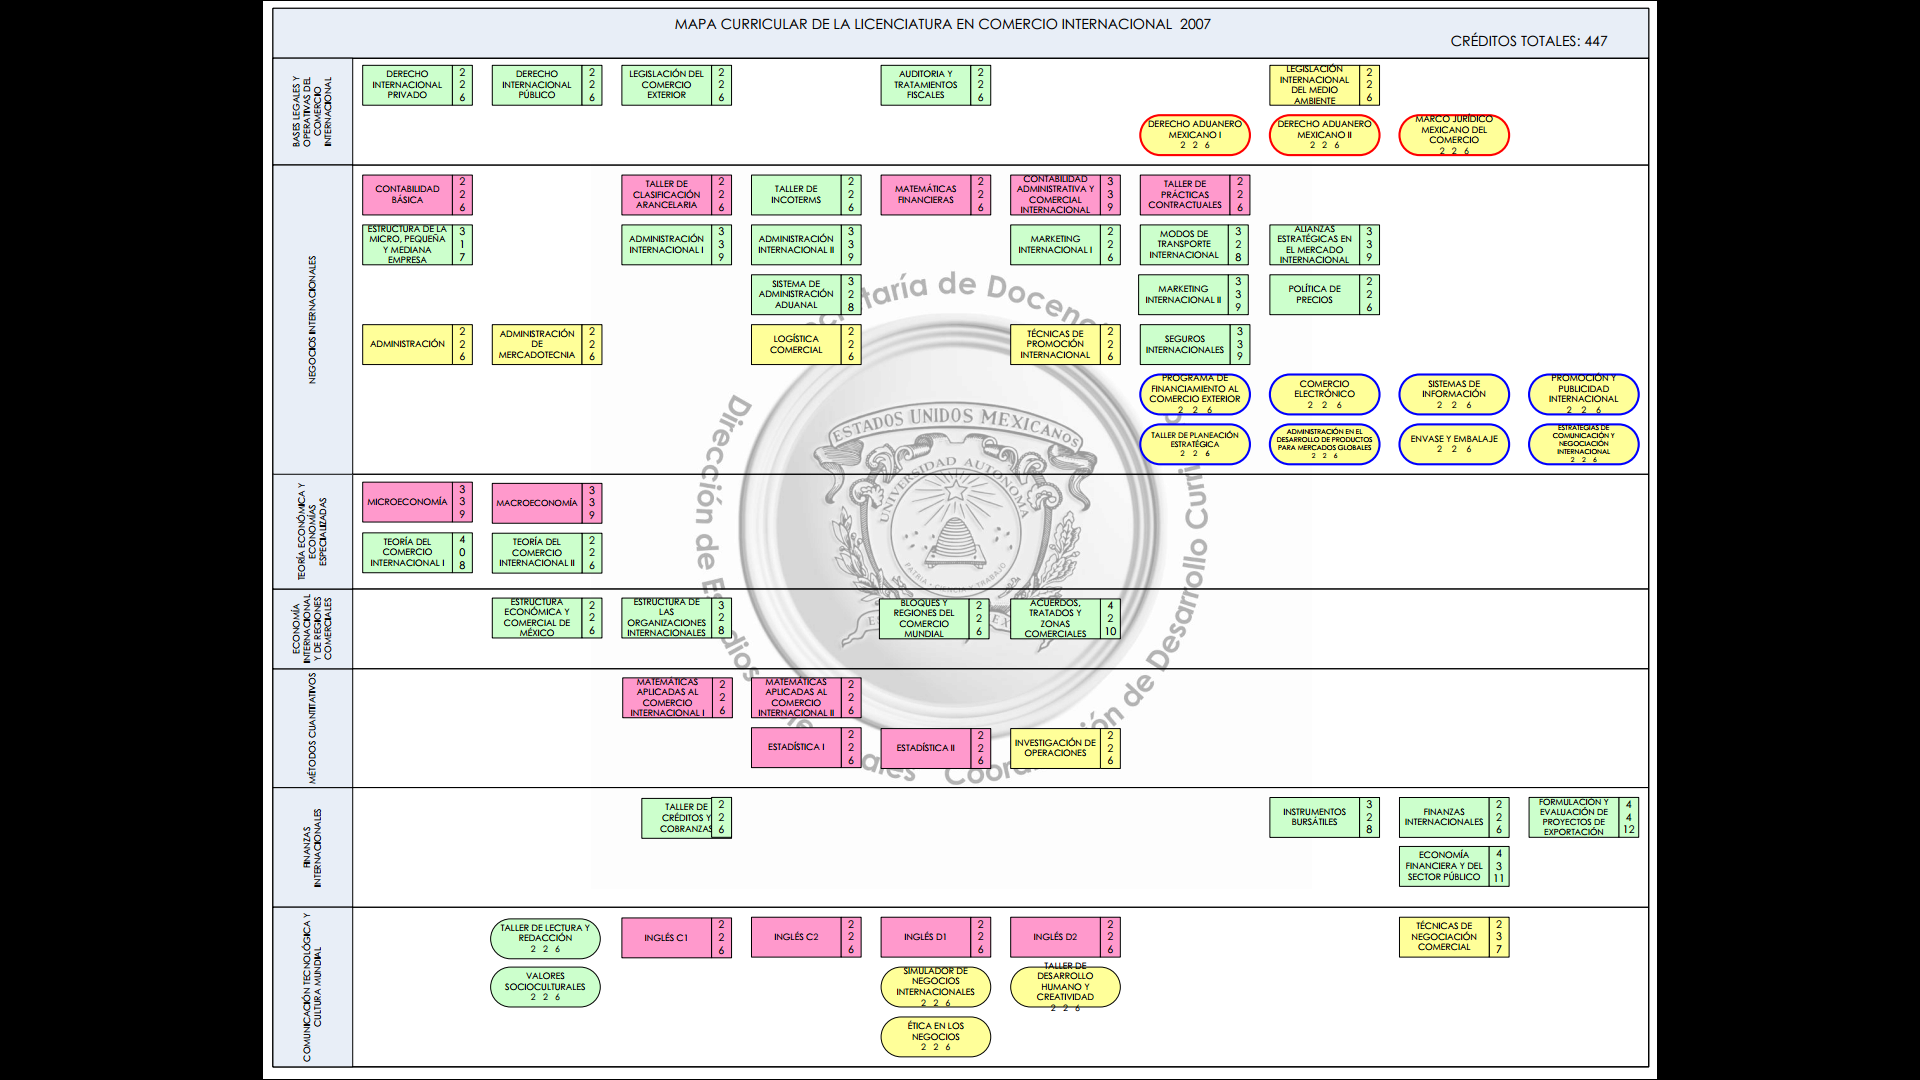 MAPA CURRICULAR DE LA LICENCIATURA EN COMERCIO INTERNACIONAL 2007
CRÉDITOS TOTALES: 447
BASES LEGALES Y
OPERATIVAS DEL
COMERCIO
INTERNACIONAL
DERECHO
INTERNACIONAL
PRIVADO
2
2
6
DERECHO
INTERNACIONAL
PÚBLICO
2
2
6
LEGISLACIÓN DEL
COMERCIO
EXTERIOR
2
2
6
AUDITORIA Y
TRATAMIENTOS
FISCALES
2
2
6
LEGISLACIÓN
INTERNACIONAL
DEL MEDIO
AMBIENTE
2
2
6
DERECHO ADUANERO
MEXICANO I
2 2 6
DERECHO ADUANERO
MEXICANO II
2 2 6
MARCO JURÍDICO
MEXICANO DEL
COMERCIO
2 2 6
NEGOCIOS INTERNACIONALES
CONTABILIDAD
BÁSICA
2
2
6
TALLER DE
CLASIFICACIÓN
ARANCELARIA
2
2
6
TALLER DE
INCOTERMS
2
2
6
MATEMÁTICAS
FINANCIERAS
2
2
6
CONTABILIDAD
ADMINISTRATIVA Y
COMERCIAL
INTERNACIONAL
3
3
9
TALLER DE
PRÁCTICAS
CONTRACTUALES
2
2
6
ESTRUCTURA DE LA
MICRO, PEQUEÑA
Y MEDIANA
EMPRESA
3
1
7
ADMINISTRACIÓN
INTERNACIONAL I
3
3
9
ADMINISTRACIÓN
INTERNACIONAL II
3
3
9
MARKETING
INTERNACIONAL I
2
2
6
MODOS DE
TRANSPORTE
INTERNACIONAL
3
2
8
ALIANZAS
ESTRATÉGICAS EN
EL MERCADO
INTERNACIONAL
3
3
9
SISTEMA DE
ADMINISTRACIÓN
ADUANAL
3
2
8
MARKETING
INTERNACIONAL II
3
3
9
POLÍTICA DE
PRECIOS
2
2
6
ADMINISTRACIÓN
2
2
6
ADMINISTRACIÓN
DE
MERCADOTECNIA
2
2
6
LOGÍSTICA
COMERCIAL
2
2
6
TÉCNICAS DE
PROMOCIÓN
INTERNACIONAL
2
2
6
SEGUROS
INTERNACIONALES
3
3
9
PROGRAMA DE
FINANCIAMIENTO AL
COMERCIO EXTERIOR
2 2 6
COMERCIO
ELECTRÓNICO
2 2 6
SISTEMAS DE
INFORMACIÓN
2 2 6
PROMOCIÓN Y
PUBLICIDAD
INTERNACIONAL
2 2 6
TALLER DE PLANEACIÓN
ESTRATÉGICA
2 2 6
ADMINISTRACIÓN EN EL
DESARROLLO DE PRODUCTOS
PARA MERCADOS GLOBALES
2 2 6
ENVASE Y EMBALAJE
2 2 6
ESTRATEGIAS DE
COMUNICACIÓN Y
NEGOCIACIÓN
INTERNACIONAL
2 2 6
TEORÍA ECONÓMICA Y
ECONOMÍAS
ESPECIALIZADAS
MICROECONOMÍA
3
3
9
MACROECONOMÍA
3
3
9
TEORÍA DEL
COMERCIO
INTERNACIONAL I
4
0
8
TEORÍA DEL
COMERCIO
INTERNACIONAL II
2
2
6
ECONOMÍA
INTERNACIONAL
Y DE REGIONES
COMERCIALES
ESTRUCTURA
ECONÓMICA Y
COMERCIAL DE
MÉXICO
2
2
6
ESTRUCTURA DE
LAS
ORGANIZACIONES
INTERNACIONALES
3
2
8
BLOQUES Y
REGIONES DEL
COMERCIO
MUNDIAL
2
2
6
ACUERDOS,
TRATADOS Y
ZONAS
COMERCIALES
4
2
10
MÉTODOS CUANTITATIVOS
MATEMÁTICAS
APLICADAS AL
COMERCIO
INTERNACIONAL I
2
2
6
MATEMÁTICAS
APLICADAS AL
COMERCIO
INTERNACIONAL II
2
2
6
ESTADÍSTICA I
2
2
6
ESTADÍSTICA II
2
2
6
INVESTIGACIÓN DE
OPERACIONES
2
2
6
FINANZAS
INTERNACIONALES
TALLER DE
CRÉDITOS Y
COBRANZAS
2
2
6
INSTRUMENTOS
BURSÁTILES
3
2
8
FINANZAS
INTERNACIONALES
2
2
6
FORMULACIÓN Y
EVALUACIÓN DE
PROYECTOS DE
EXPORTACIÓN
4
4
12
ECONOMÍA
FINANCIERA Y DEL
SECTOR PÚBLICO
4
3
11
COMUNICACIÓN TECNOLÓGICA Y
CULTURA MUNDIAL
TALLER DE LECTURA Y
REDACCIÓN
2 2 6
INGLÉS C1
2
2
6
INGLÉS C2
2
2
6
INGLÉS D1
2
2
6
INGLÉS D2
2
2
6
TÉCNICAS DE
NEGOCIACIÓN
COMERCIAL
2
3
7
VALORES
SOCIOCULTURALES
2 2 6
SIMULADOR DE
NEGOCIOS
INTERNACIONALES
2 2 6
TALLER DE
DESARROLLO
HUMANO Y
CREATIVIDAD
2 2 6
ÉTICA EN LOS
NEGOCIOS
2 2 6
ESTADOS UNIDOS MEXICANOS
UNIVERSIDAD AUTÓNOMA
PATRIA · CIENCIA Y TRABAJO
Dirección de
de Docen
de Desarrollo Curri